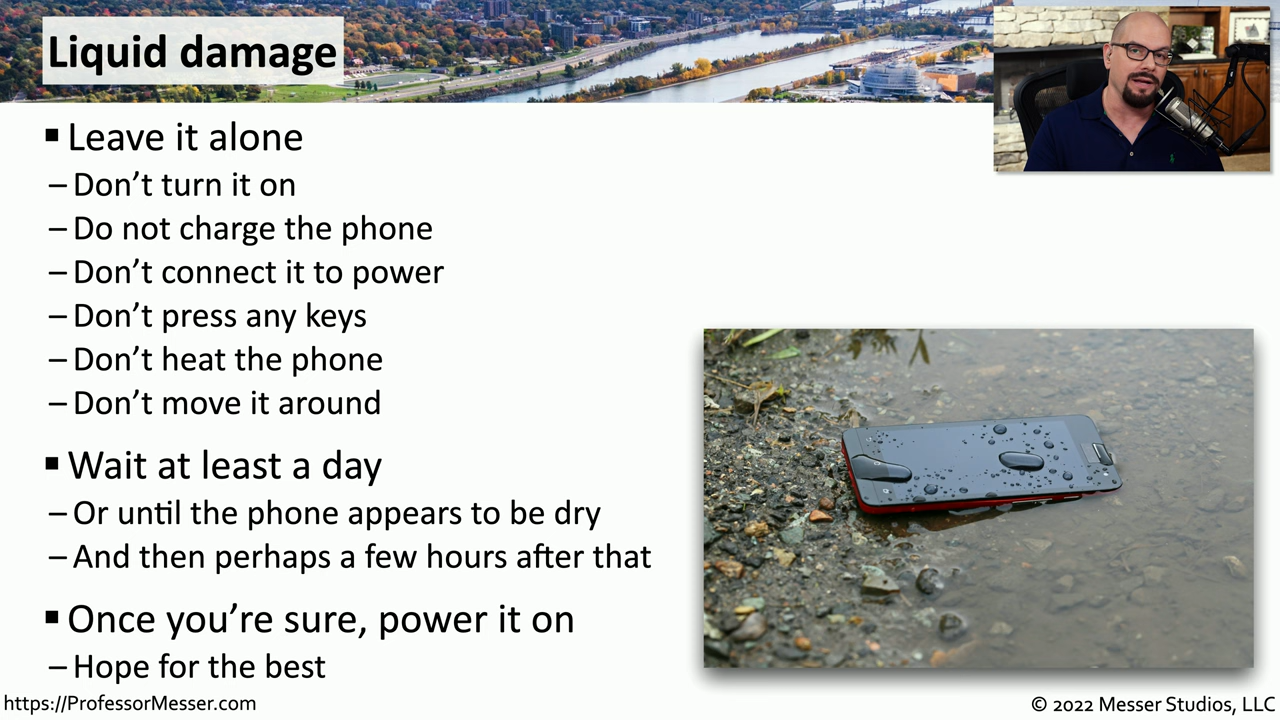 Liquid damage
▪ Leave it alone
– Don’t turn it on
– Do not charge the phone
– Don’t connect it to power
– Don’t press any keys
– Don’t heat the phone
– Don’t move it around
▪ Wait at least a day
– Or until the phone appears to be dry
– And then perhaps a few hours after that
▪ Once you’re sure, power it on
– Hope for the best
https://ProfessorMesser.com
© 2022 Messer Studios, LLC